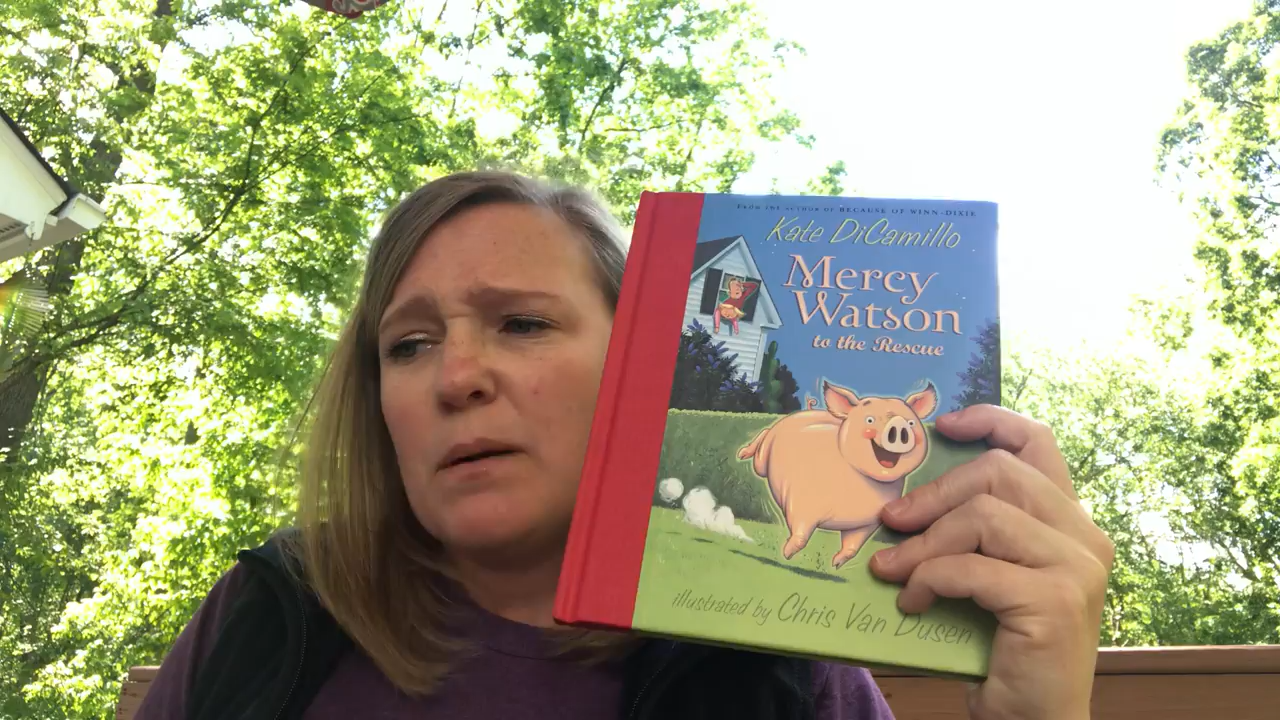 FROM THE AUTHOR OF BECAUSE OF WINN-DIXIE
Kate DiCamillo
Mercy
Watson
to the Rescue
illustrated by Chris Van Dusen